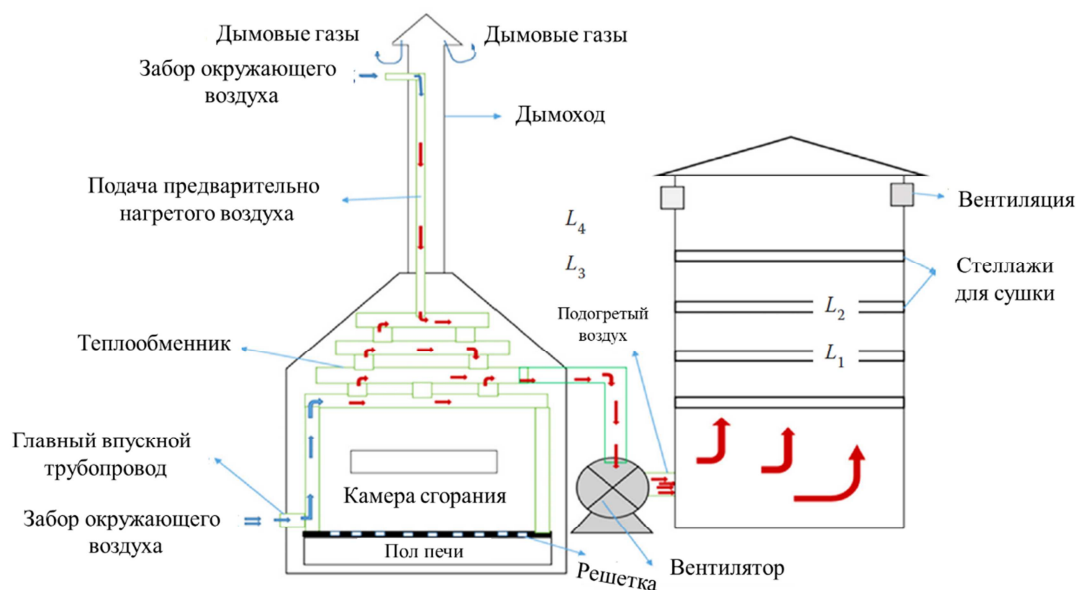 Дымовые газы
Дымовые газы
Забор окружающего
воздуха
Дымоход
Подача предварительно
нагретого воздуха
Вентиляция
L4
L3
Стеллажи
для сушки
L2
Подогретый
воздух
Теплообменник
L1
Главный впускной
трубопровод
Камера сгорания
Забор окружающего
воздуха
Пол печи
Решетка
Вентилятор